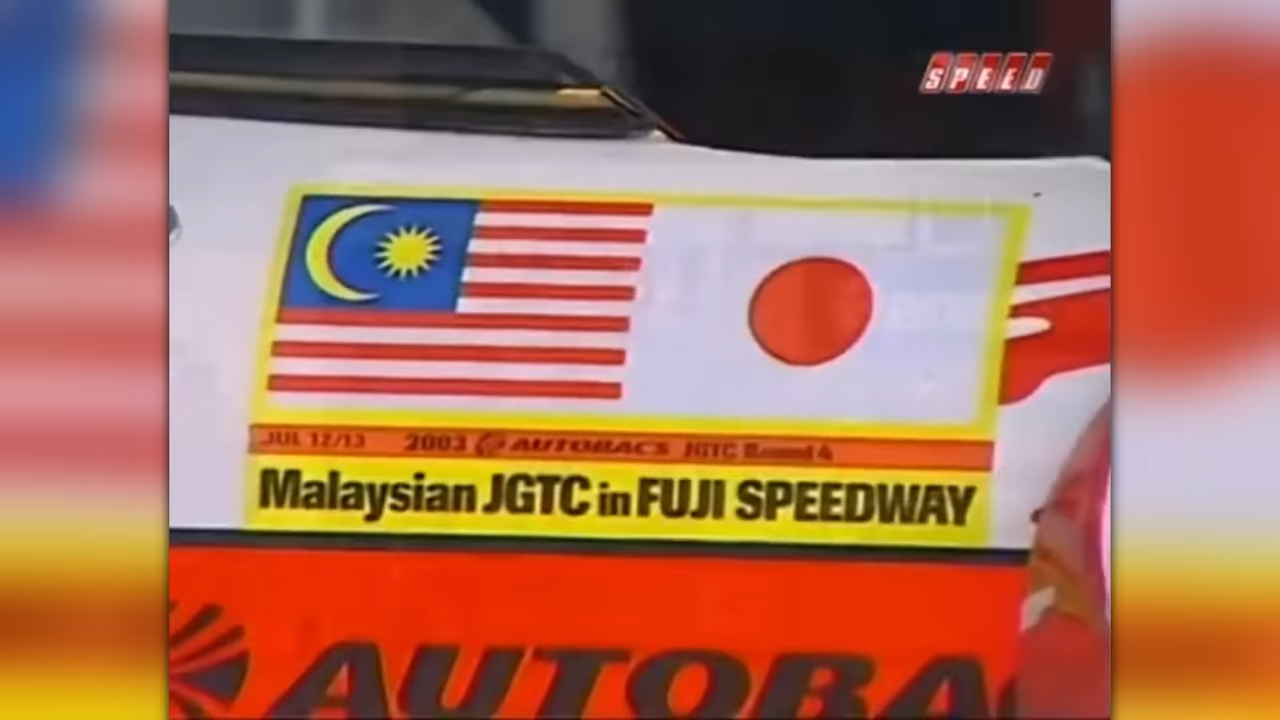 SPEED
JUL 12/13 2003 AUTOBACS JGTC Round 4
Malaysian JGTC in FUJI SPEEDWAY
AUTOBA